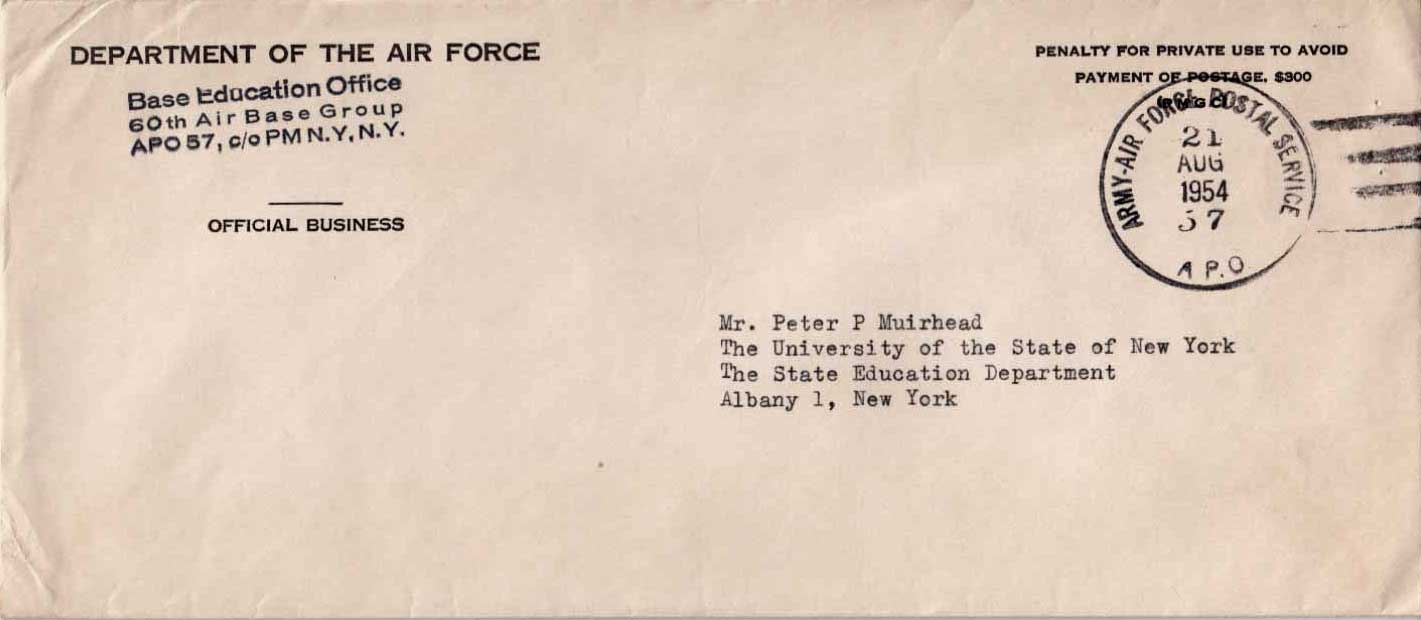 DEPARTMENT OF THE AIR FORCE
Base Education Office
60th Air Base Group
APO 57, c/o PM N.Y, N.Y.
OFFICIAL BUSINESS
PENALTY FOR PRIVATE USE TO AVOID
PAYMENT OF POSTAGE, $300
(RMGC)
ARMY-AIR FORCE POSTAL SERVICE
21
AUG
1954
57
A P.O.
Mr. Peter P Muirhead
The University of the State of New York
The State Education Department
Albany 1, New York